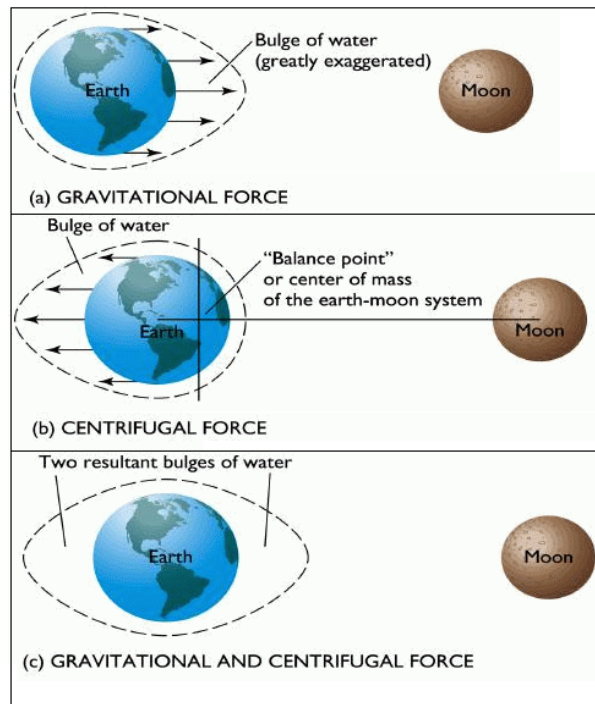 Bulge of water
(greatly exaggerated)
Earth
Moon
(a) GRAVITATIONAL FORCE
Bulge of water
“Balance point”
or center of mass
of the earth-moon system
Earth
Moon
(b) CENTRIFUGAL FORCE
Two resultant bulges of water
Earth
Moon
(c) GRAVITATIONAL AND CENTRIFUGAL FORCE